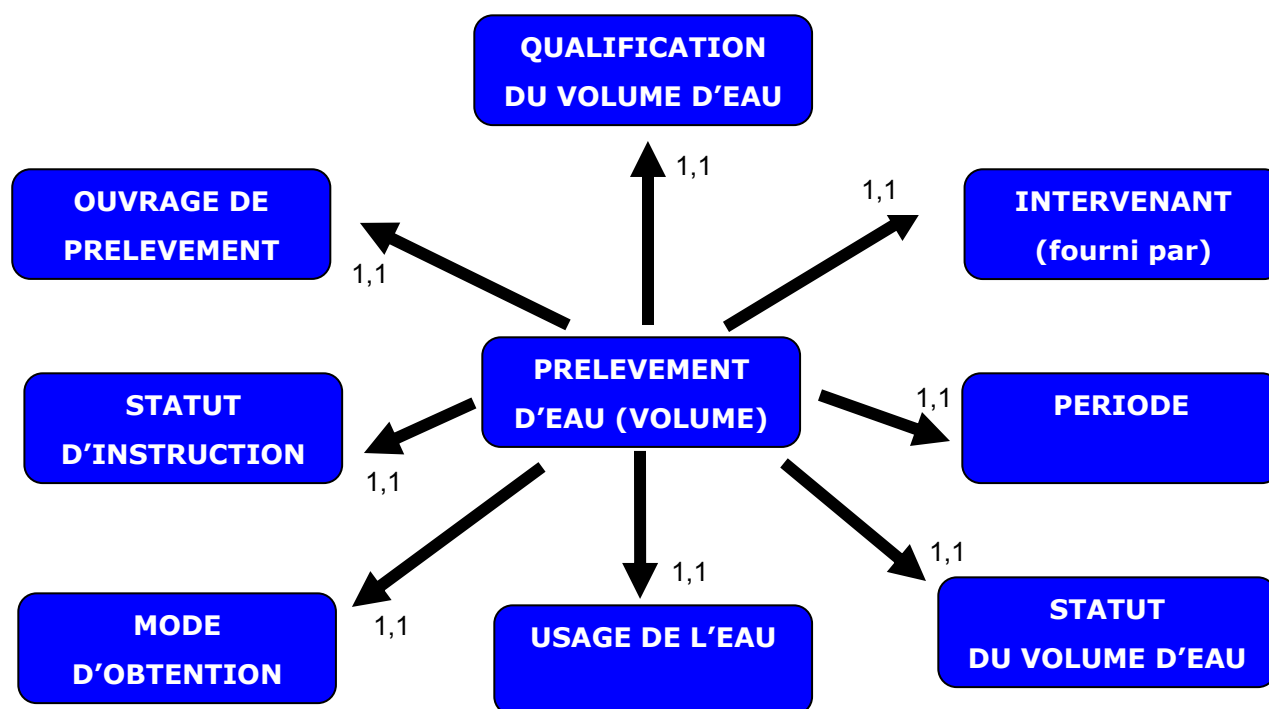 QUALIFICATION
DU VOLUME D’EAU
1,1
OUVRAGE DE
PRELEVEMENT
1,1
1,1
INTERVENANT
(fourni par)
PRELEVEMENT
D’EAU (VOLUME)
STATUT
D’INSTRUCTION
1,1
1,1
PERIODE
MODE
D’OBTENTION
1,1
1,1
USAGE DE L’EAU
1,1
STATUT
DU VOLUME D’EAU